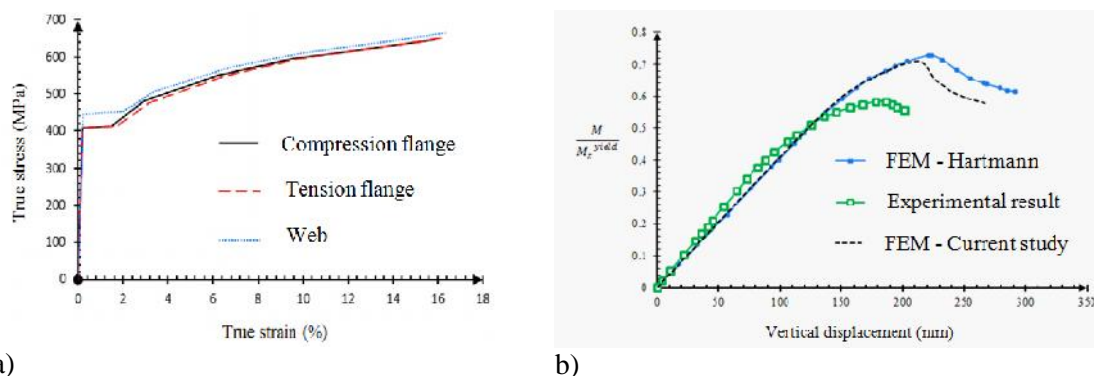 700
600
500
400
300
200
100
0
True stress (MPa)
Compression flange
Tension flange
Web
0 2 4 6 8 10 12 14 16 18
True strain (%)
a)
0.8
0.7
0.6
0.5
0.4
0.3
0.2
0.1
0
M
M yield
FEM - Hartmann
Experimental result
FEM - Current study
0 50 100 150 200 250 300 350
Vertical displacement (mm)
b)